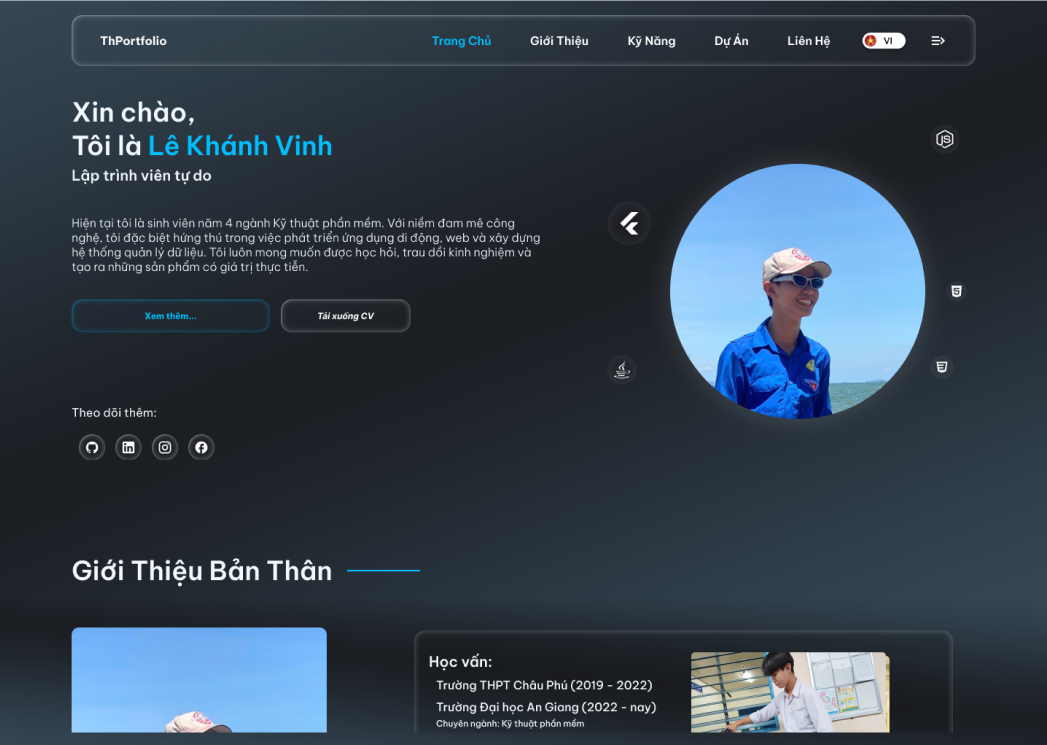 ThPortfolio
Trang Chủ
Giới Thiệu
Kỹ Năng
Dự Án
Liên Hệ
VI
Xin chào,
Tôi là Lê Khánh Vinh
Lập trình viên tự do
Hiện tại tôi là sinh viên năm 4 ngành Kỹ thuật phần mềm. Với niềm đam mê công
nghệ, tôi đặc biệt hứng thú trong việc phát triển ứng dụng di động, web và xây dựng
hệ thống quản lý dữ liệu. Tôi luôn mong muốn được học hỏi, trau dồi kinh nghiệm và
tạo ra những sản phẩm có giá trị thực tiễn.
Xem thêm...
Tải xuống CV
Theo dõi thêm:
Giới Thiệu Bản Thân
Học vấn:
Trường THPT Châu Phú (2019 - 2022)
Trường Đại học An Giang (2022 - nay)
Chuyên ngành: Kỹ thuật phần mềm